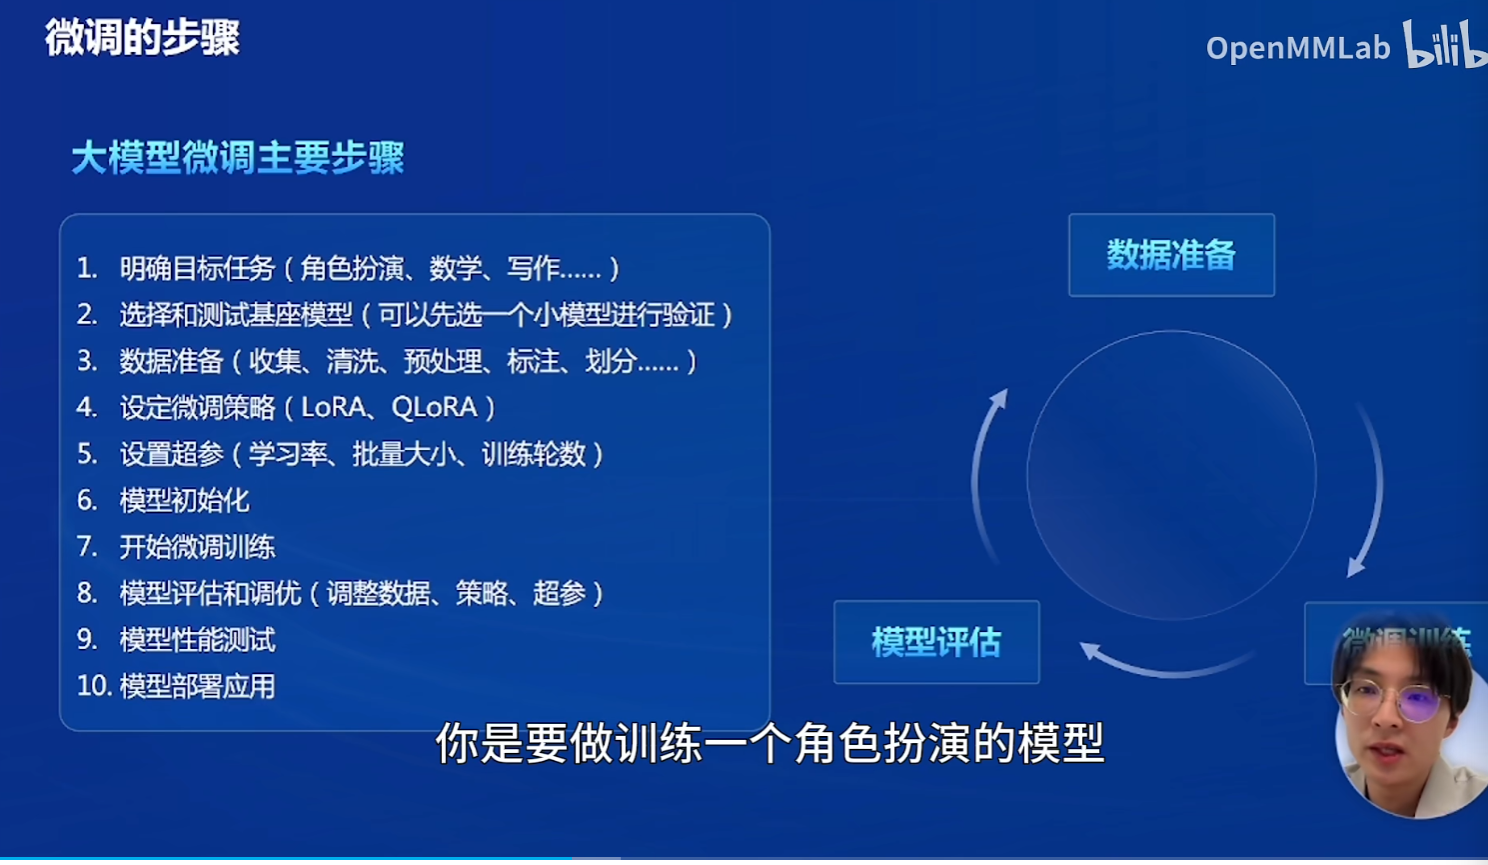 微调的步骤
OpenMMLab bilib
大模型微调主要步骤
1. 明确目标任务（角色扮演、数学、写作......）
2. 选择和测试基座模型（可以先选一个小模型进行验证）
3. 数据准备（收集、清洗、预处理、标注、划分......）
4. 设定微调策略（LoRA、QLoRA）
5. 设置超参（学习率、批量大小、训练轮数）
6. 模型初始化
7. 开始微调训练
8. 模型评估和调优（调整数据、策略、超参）
9. 模型性能测试
10. 模型部署应用
数据准备
模型评估
微调训练
你是要做训练一个角色扮演的模型